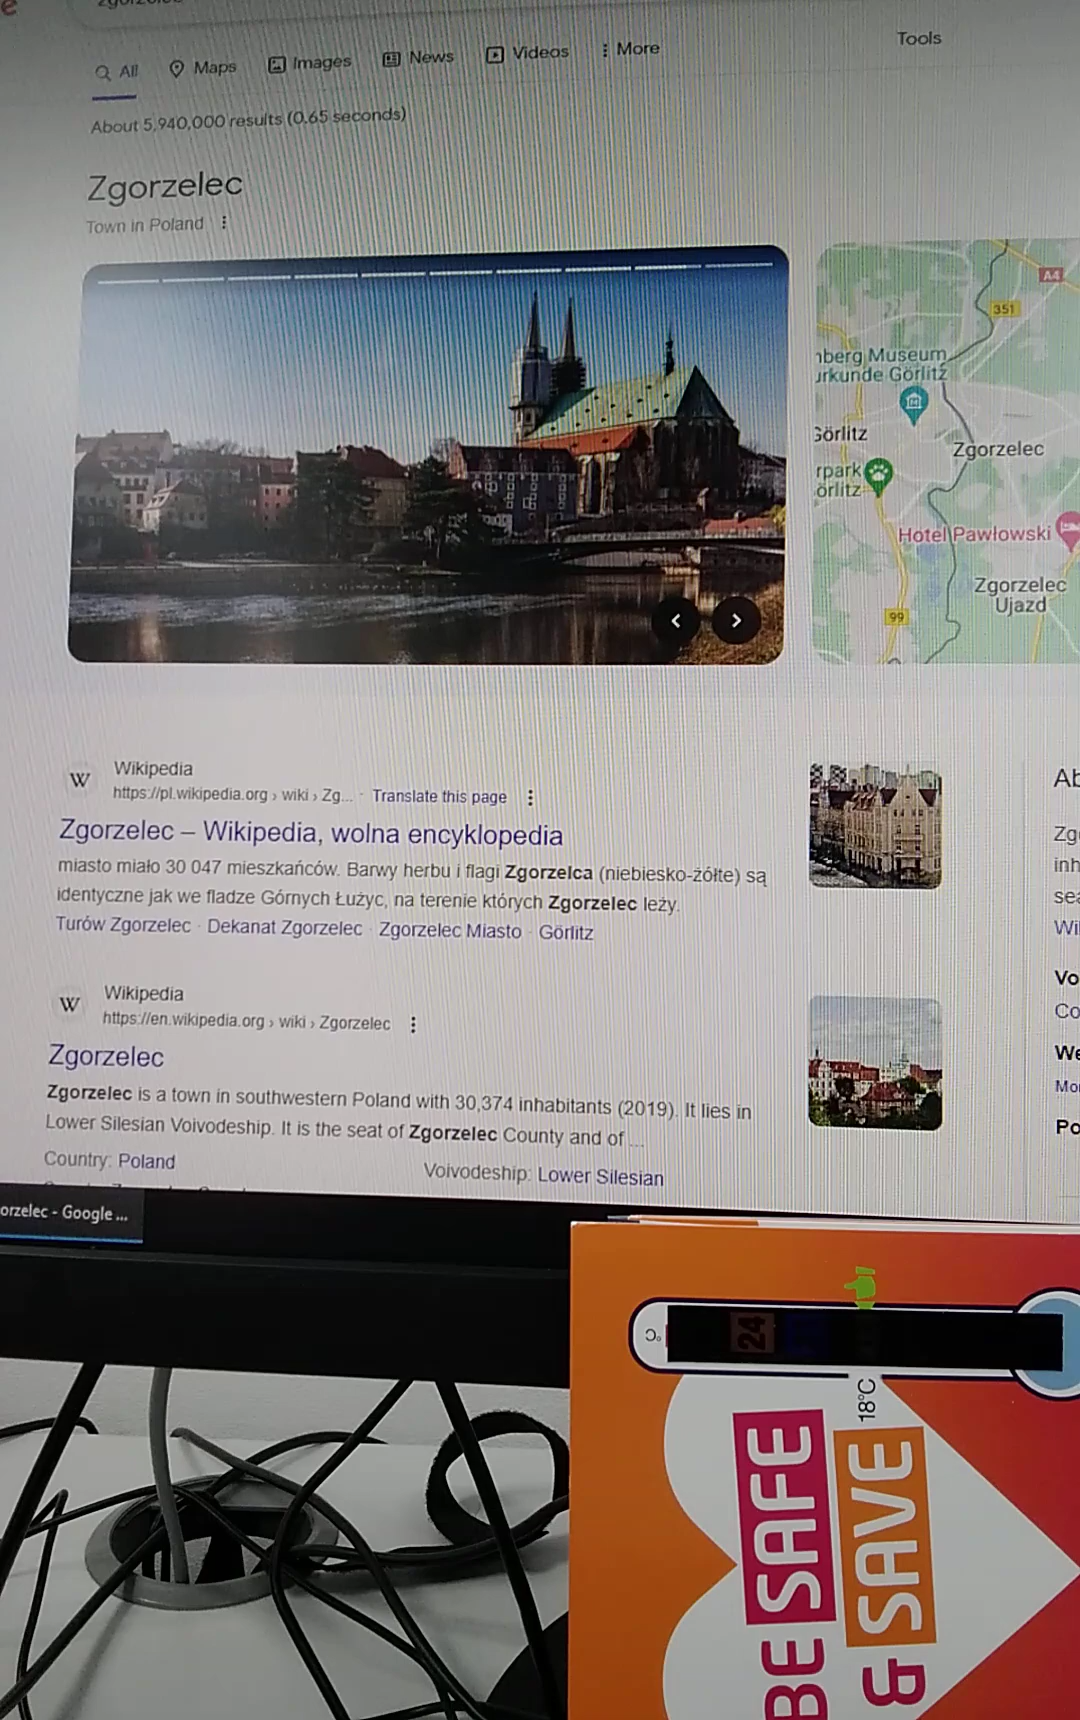 All Maps Images News Videos More Tools
About 5,940,000 results (0.65 seconds)
Zgorzelec
Town in Poland
A4
351
Museum
Görlitz
Görlitz
Zgorzelec
Hotel Pawłowski
Zgorzelec
Ujazd
99
W Wikipedia
https://pl.wikipedia.org › wiki › Zg... · Translate this page
Zgorzelec – Wikipedia, wolna encyklopedia
miasto miało 30 047 mieszkańców. Barwy herbu i flagi Zgorzelca (niebiesko-żółte) są
identyczne jak we fladze Górnych Łużyc, na terenie których Zgorzelec leży.
Turów Zgorzelec · Dekanat Zgorzelec · Zgorzelec Miasto · Görlitz
W Wikipedia
https://en.wikipedia.org › wiki › Zgorzelec
Zgorzelec
Zgorzelec is a town in southwestern Poland with 30,374 inhabitants (2019). It lies in
Lower Silesian Voivodeship. It is the seat of Zgorzelec County and of ...
Country: Poland
Voivodeship: Lower Silesian
orzelec - Google ...
°C
24
18°C
BE SAFE
& SAVE